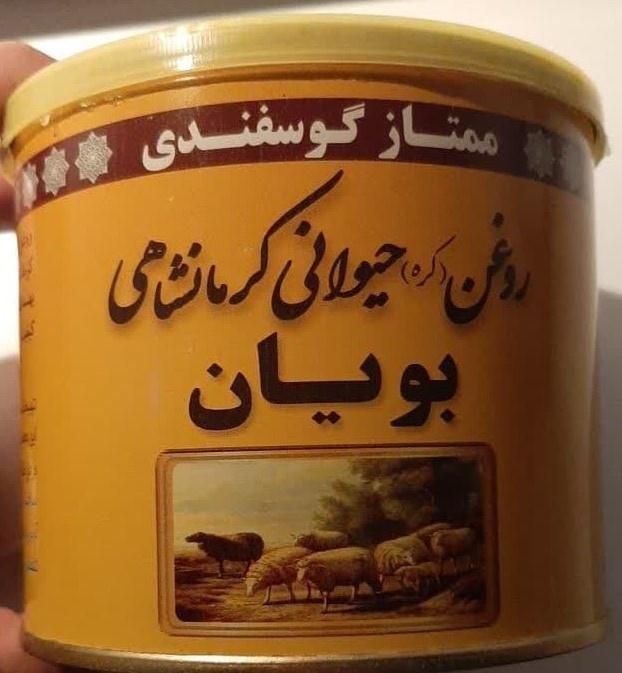 ممتاز گوسفندی
روغن (کره) حیوانی کرمانشاهی
بویان